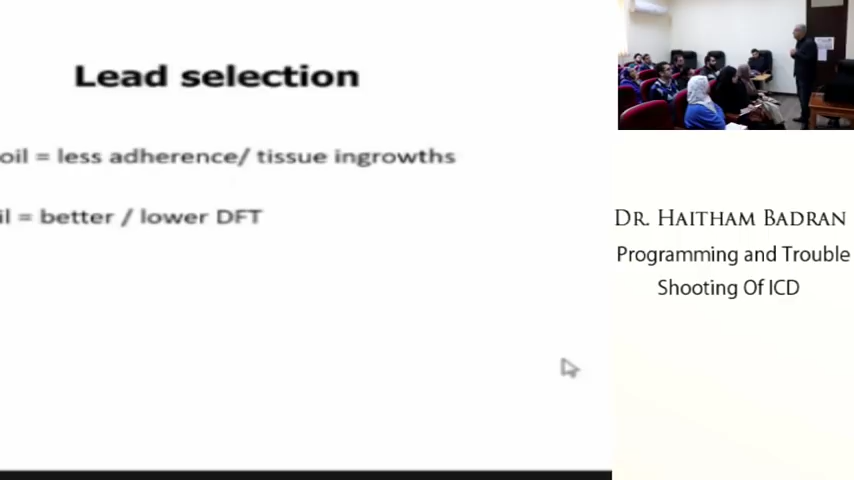 Lead selection
oil = less adherence/ tissue ingrowths
il = better / lower DFT
DR. HAITHAM BADRAN
Programming and Trouble
Shooting Of ICD